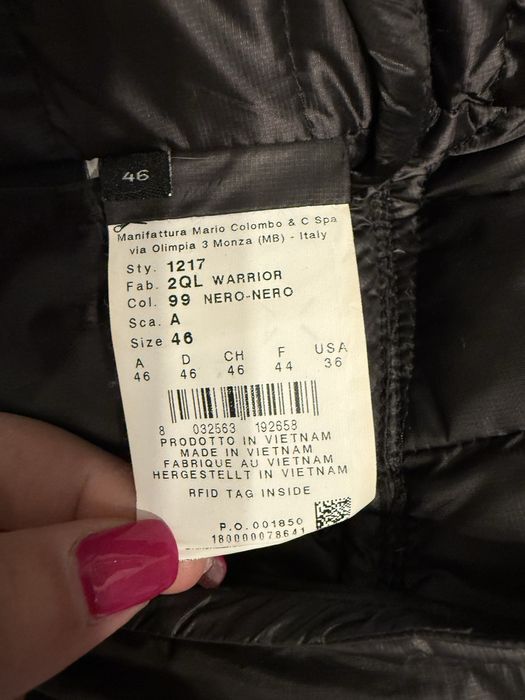 46
Manifattura Mario Colombo & C Spa
via Olimpia 3 Monza (MB) - Italy
Sty. 1217
Fab. 2QL WARRIOR
Col. 99 NERO-NERO
Sca. A
Size 46
A D CH F USA
46 46 46 44 36
8 032563 192658
PRODOTTO IN VIETNAM
MADE IN VIETNAM
FABRIQUE AU VIETNAM
HERGESTELLT IN VIETNAM
RFID TAG INSIDE
P.O. 001850
180000078641